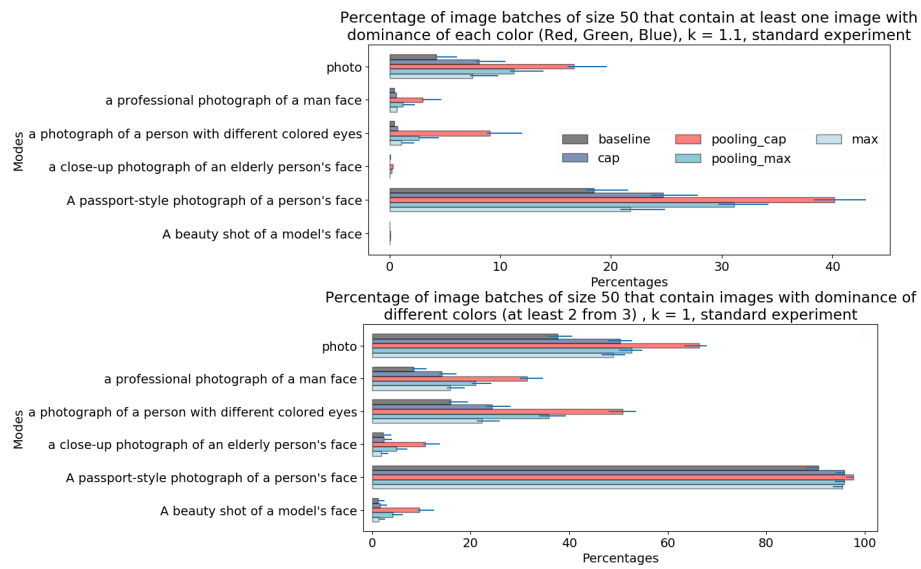 Percentage of image batches of size 50 that contain at least one image with
dominance of each color (Red, Green, Blue), k = 1.1, standard experiment
photo
a professional photograph of a man face
a photograph of a person with different colored eyes
a close-up photograph of an elderly person's face
A passport-style photograph of a person's face
A beauty shot of a model's face
Modes
baseline
cap
pooling_cap
pooling_max
max
0 10 20 30 40
Percentages
Percentage of image batches of size 50 that contain images with dominance of
different colors (at least 2 from 3) , k = 1, standard experiment
photo
a professional photograph of a man face
a photograph of a person with different colored eyes
a close-up photograph of an elderly person's face
A passport-style photograph of a person's face
A beauty shot of a model's face
Modes
0 20 40 60 80 100
Percentages